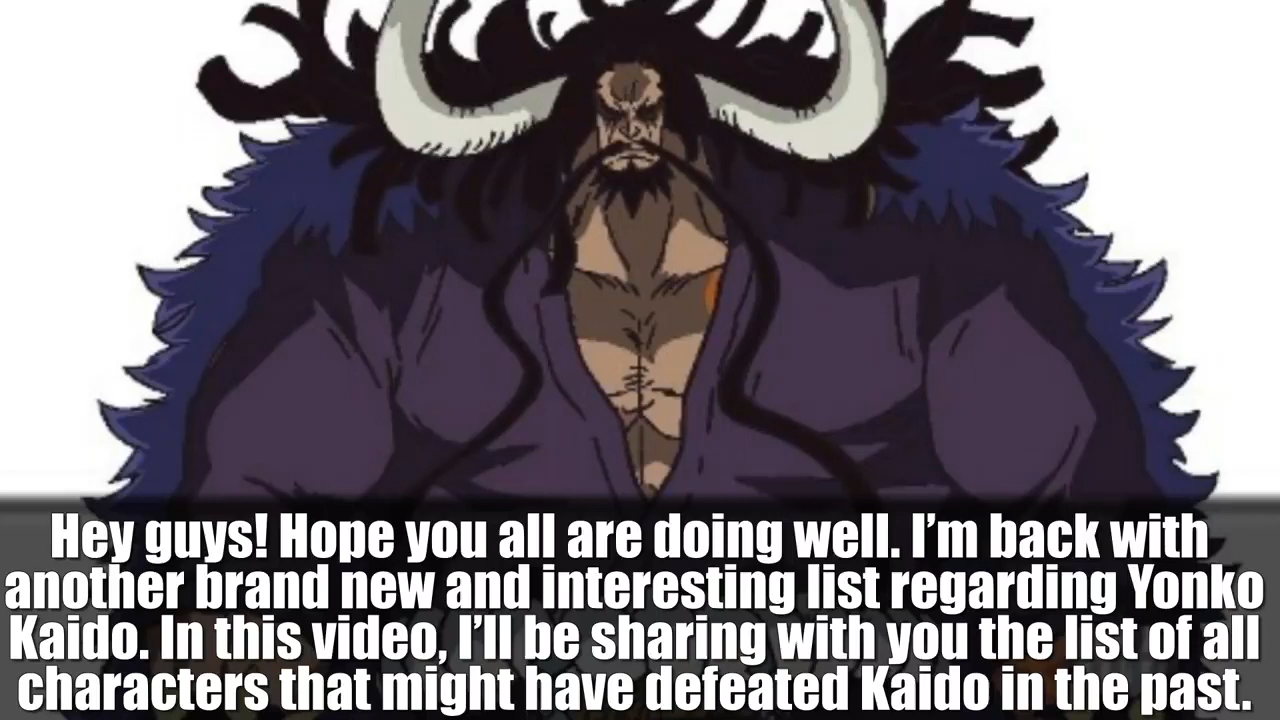 Hey guys! Hope you all are doing well. I’m back with
another brand new and interesting list regarding Yonko
Kaido. In this video, I’ll be sharing with you the list of all
characters that might have defeated Kaido in the past.